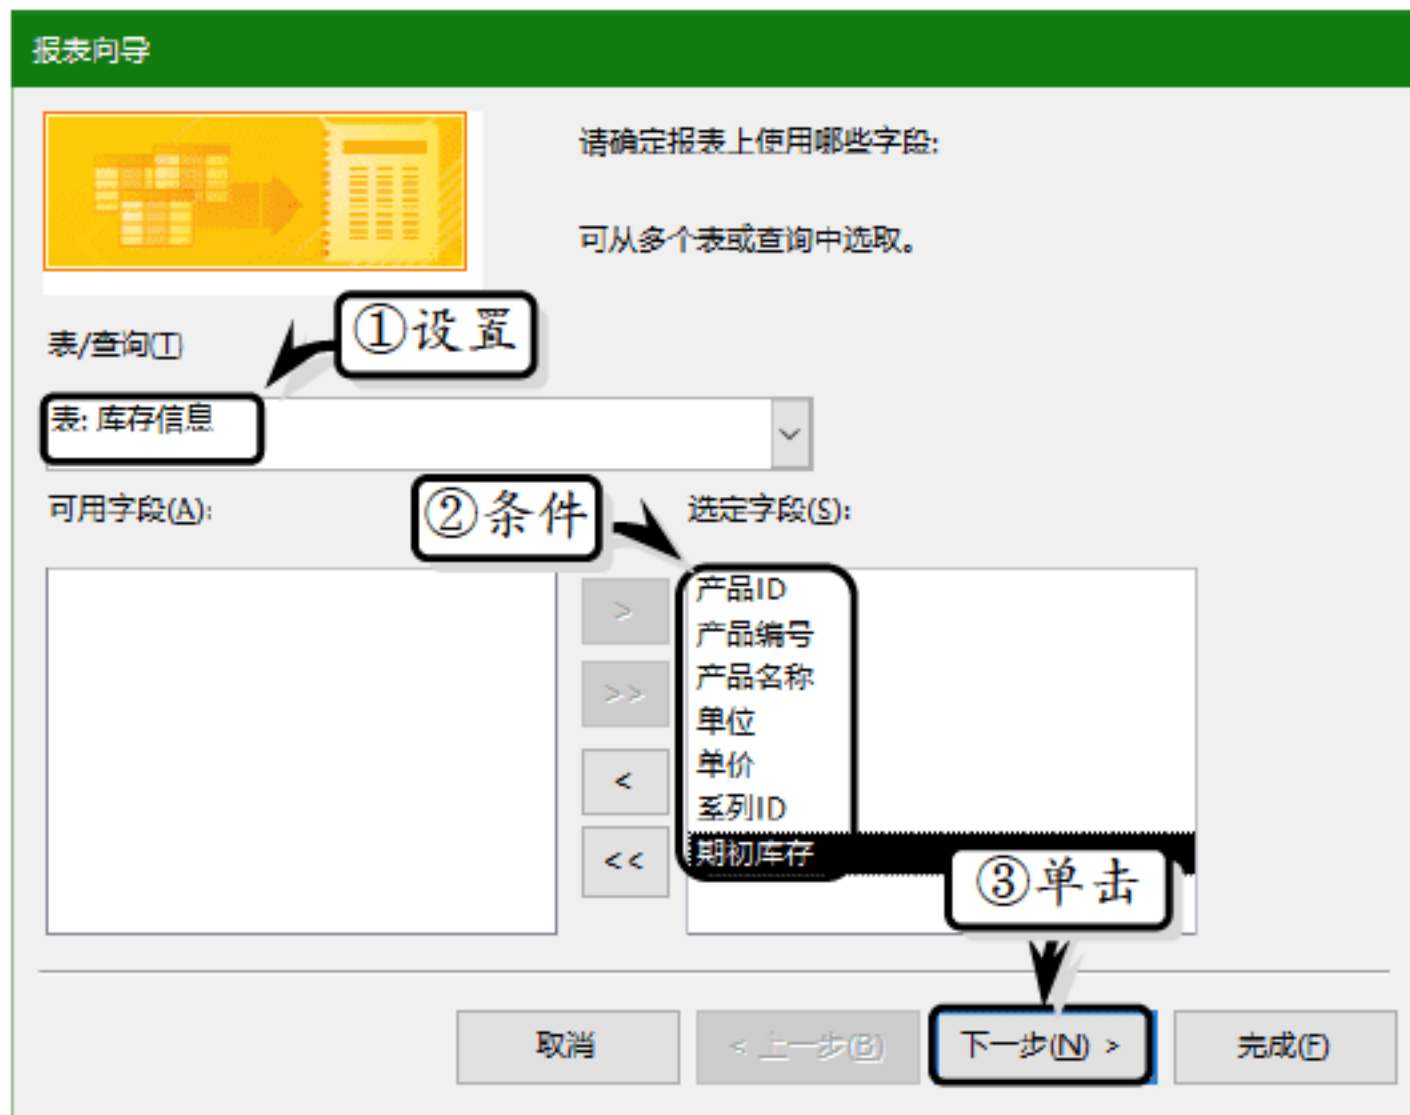 报表向导
请确定报表上使用哪些字段:
可从多个表或查询中选取。
①设置
表/查询(T)
表: 库存信息
可用字段(A):
②条件
选定字段(S):
产品ID
产品编号
产品名称
单位
单价
系列ID
期初库存
>
>>
<
<<
③单击
取消
< 上一步(B)
下一步(N) >
完成(F)